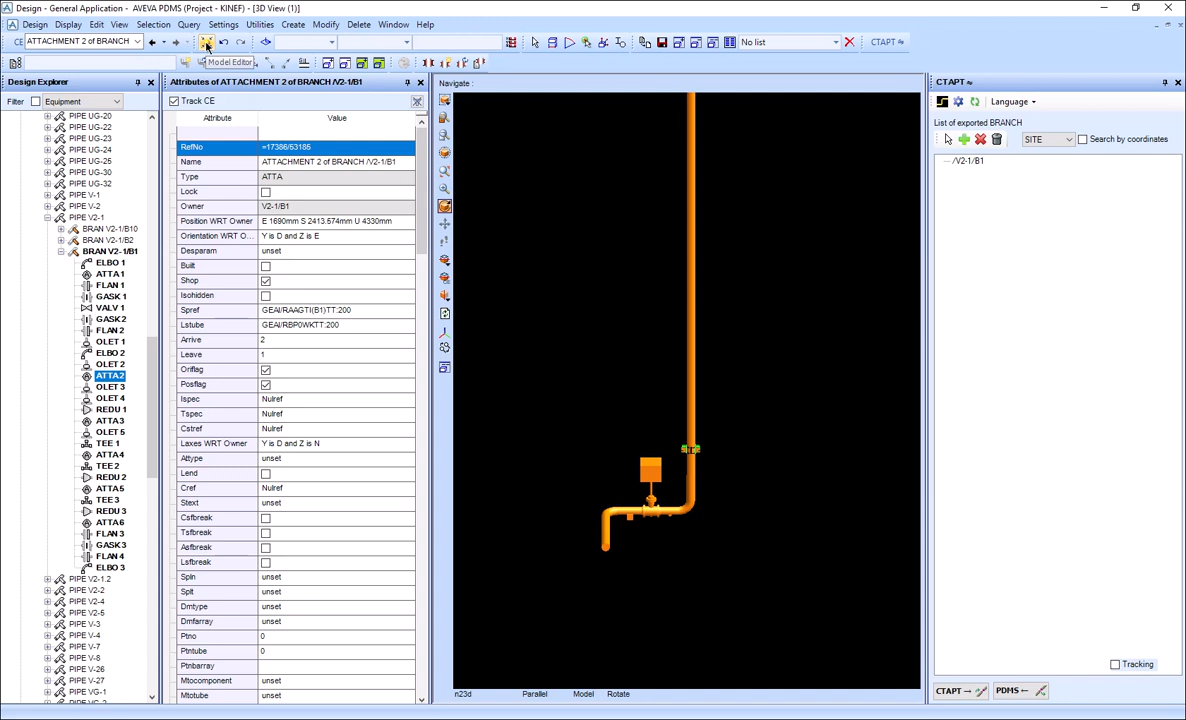 Design - General Application - AVEVA PDMS (Project - KINEF) - [3D View (1)]
Design Display Edit View Selection Query Settings Utilities Create Modify Delete Window Help
CE ATTACHMENT 2 of BRANCH No list CTAPT
Model Editor
Design Explorer
Filter Equipment
PIPE UG-20
PIPE UG-22
PIPE UG-23
PIPE UG-24
PIPE UG-25
PIPE UG-30
PIPE UG-32
PIPE V-1
PIPE V-2
PIPE V2-1
BRAN V2-1/B10
BRAN V2-1/B2
BRAN V2-1/B1
ELBO 1
ATTA 1
FLAN 1
GASK 1
VALV 1
GASK 2
FLAN 2
OLET 1
ELBO 2
OLET 2
ATTA 2
OLET 3
OLET 4
REDU 1
ATTA 3
OLET 5
TEE 1
ATTA 4
TEE 2
REDU 2
ATTA 5
TEE 3
REDU 3
ATTA 6
FLAN 3
GASK 3
FLAN 4
ELBO 3
PIPE V2-1.2
PIPE V2-2
PIPE V2-4
PIPE V2-5
PIPE V-3
PIPE V-4
PIPE V-7
PIPE V-8
PIPE V-26
PIPE V-27
PIPE VG-1
Attributes of ATTACHMENT 2 of BRANCH /V2-1/B1
Track CE
Attribute Value
RefNo =17386/53185
Name ATTACHMENT 2 of BRANCH /V2-1/B1
Type ATTA
Lock
Owner V2-1/B1
Position WRT Owner E 1690mm S 2413.574mm U 4330mm
Orientation WRT O... Y is D and Z is E
Desparam unset
Built
Shop
Isohidden
Spref GEAI/RAAGTI(B1)TT:200
Lstube GEAI/RBP0WKTT:200
Arrive 2
Leave 1
Oriflag
Posflag
Ispec Nulref
Tspec Nulref
Cstref Nulref
Laxes WRT Owner Y is D and Z is N
Attype unset
Lend
Cref Nulref
Stext unset
Csfbreak
Tsfbreak
Asfbreak
Lsfbreak
Spln unset
Splt unset
Dmtype unset
Dmfarray unset
Ptno 0
Ptntube 0
Ptnbarray
Mtocomponent unset
Mtotube unset
Navigate :
n23d Parallel Model Rotate
CTAPT
Language
List of exported BRANCH
SITE Search by coordinates
/V2-1/B1
Tracking
CTAPT → PDMS ←